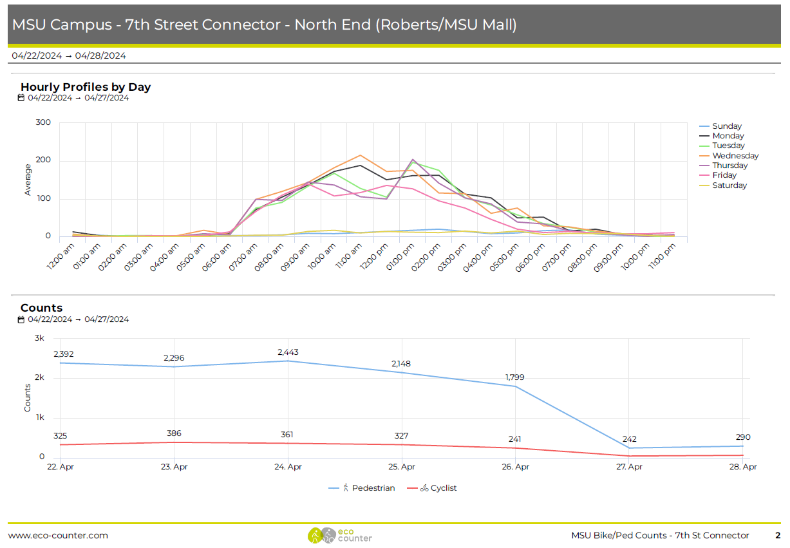 MSU Campus - 7th Street Connector - North End (Roberts/MSU Mall)
04/22/2024 → 04/28/2024
Hourly Profiles by Day
04/22/2024 → 04/27/2024
300
200
100
0
Average
12:00 am
01:00 am
02:00 am
03:00 am
04:00 am
05:00 am
06:00 am
07:00 am
08:00 am
09:00 am
10:00 am
11:00 am
12:00 pm
01:00 pm
02:00 pm
03:00 pm
04:00 pm
05:00 pm
06:00 pm
07:00 pm
08:00 pm
09:00 pm
10:00 pm
11:00 pm
Sunday
Monday
Tuesday
Wednesday
Thursday
Friday
Saturday
Counts
04/22/2024 → 04/27/2024
3k
2k
1k
0
Counts
2,392
2,296
2,443
2,148
1,799
242
290
325
386
361
327
241
22. Apr
23. Apr
24. Apr
25. Apr
26. Apr
27. Apr
28. Apr
Pedestrian
Cyclist
www.eco-counter.com
eco
counter
MSU Bike/Ped Counts - 7th St Connector
2